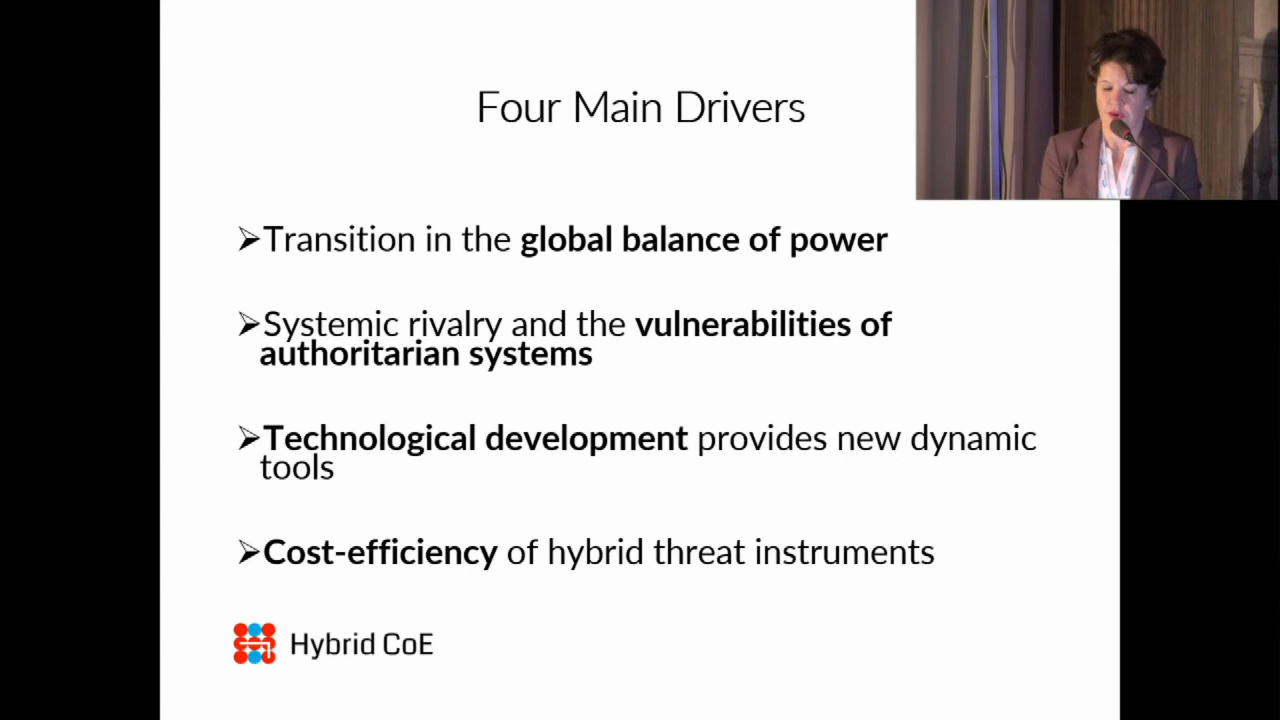 Four Main Drivers
➢Transition in the global balance of power
➢Systemic rivalry and the vulnerabilities of
authoritarian systems
➢Technological development provides new dynamic
tools
➢Cost-efficiency of hybrid threat instruments
Hybrid CoE